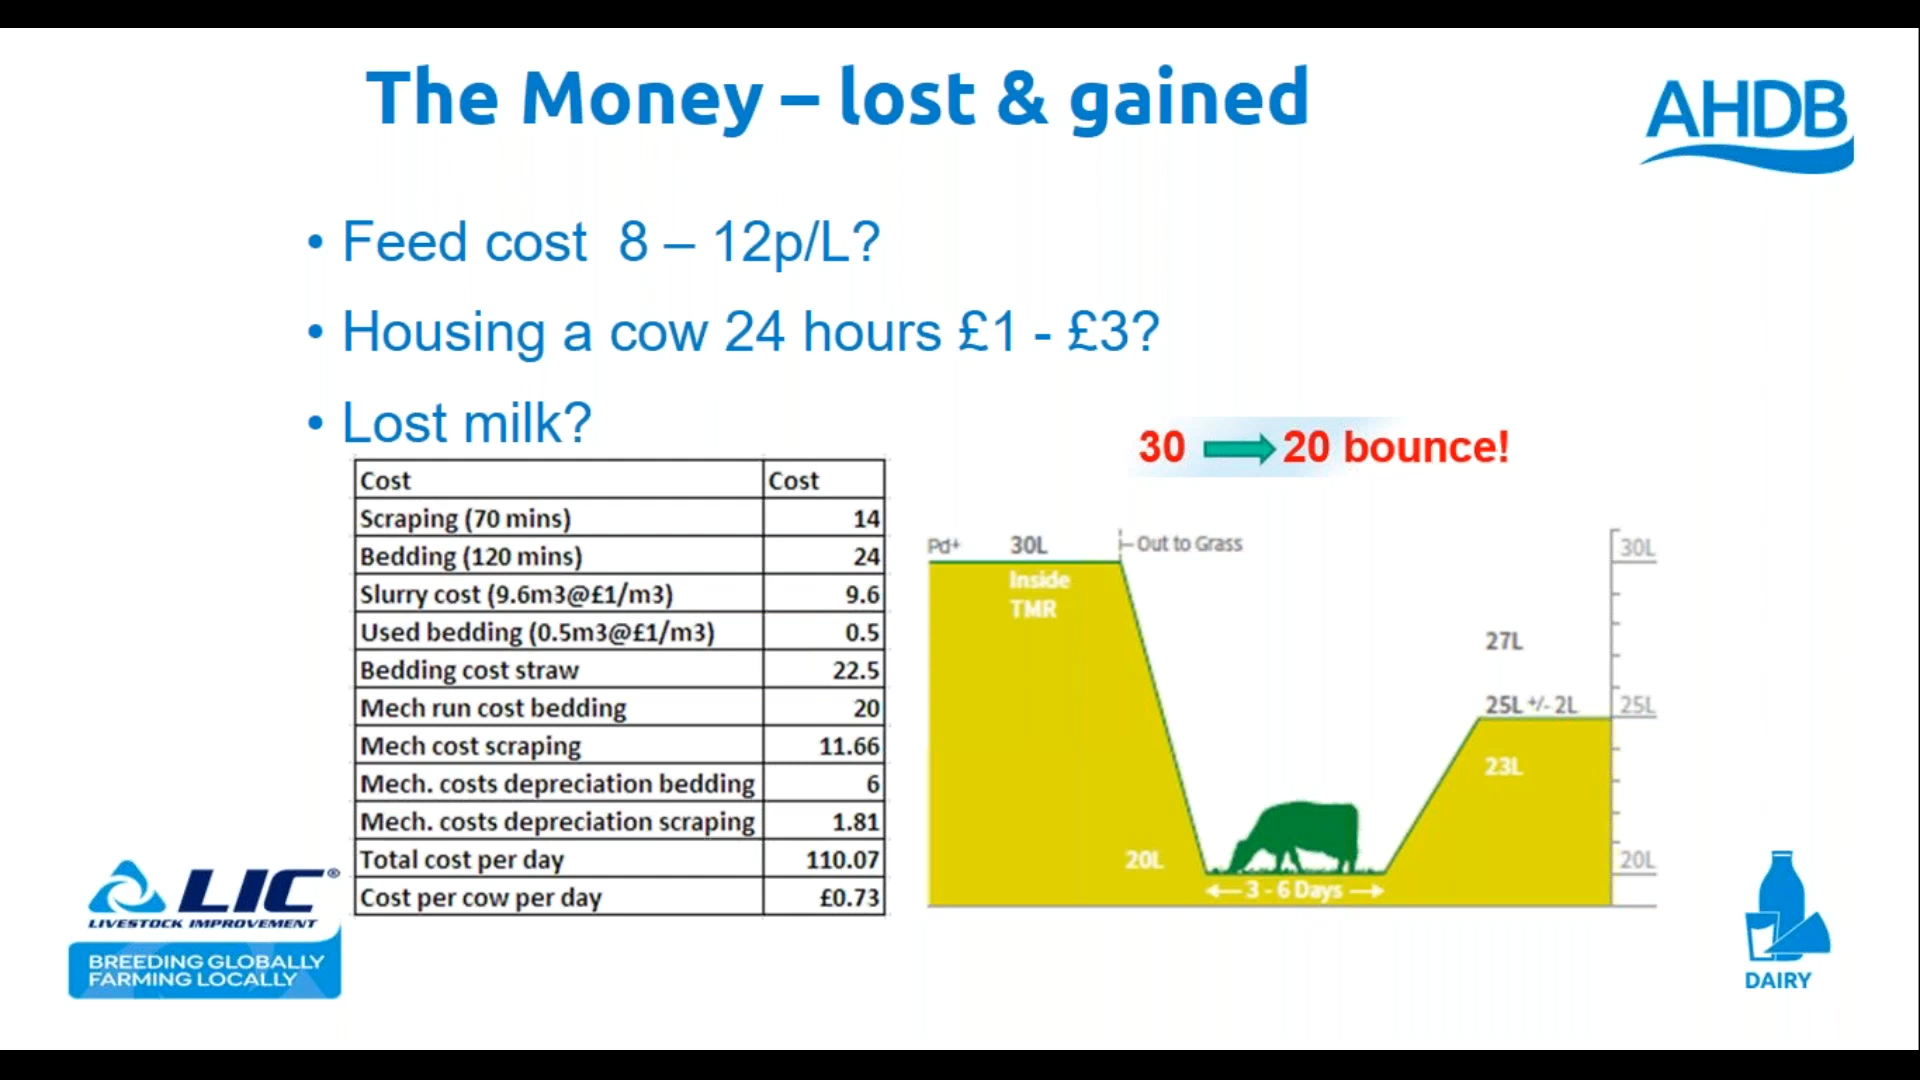 The Money – lost & gained
AHDB
• Feed cost 8 – 12p/L?
• Housing a cow 24 hours £1 - £3?
• Lost milk?
30 20 bounce!
Cost Cost
Scraping (70 mins) 14
Bedding (120 mins) 24
Slurry cost (9.6m3@£1/m3) 9.6
Used bedding (0.5m3@£1/m3) 0.5
Bedding cost straw 22.5
Mech run cost bedding 20
Mech cost scraping 11.66
Mech. costs depreciation bedding 6
Mech. costs depreciation scraping 1.81
Total cost per day 110.07
Cost per cow per day £0.73
Pd+ 30L Out to Grass 30L
Inside
TMR
27L
25L +/- 2L 25L
23L
20L 20L
3 - 6 Days
LIC®
LIVESTOCK IMPROVEMENT
BREEDING GLOBALLY
FARMING LOCALLY
DAIRY